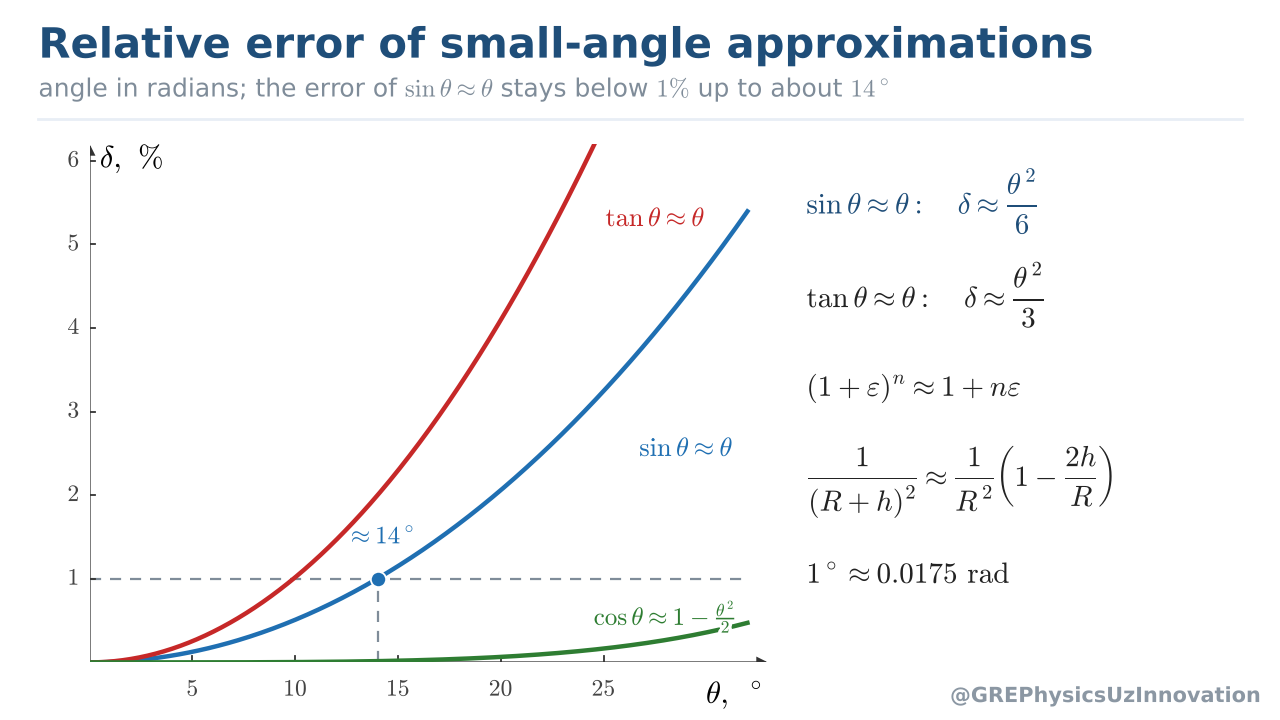 Relative error of small-angle approximations
angle in radians; the error of sin θ ≈ θ stays below 1% up to about 14°
δ, %
6
5
4
3
2
1
tan θ ≈ θ
sin θ ≈ θ
≈ 14°
cos θ ≈ 1 − θ²/2
5 10 15 20 25
θ, °
sin θ ≈ θ : δ ≈ θ²/6
tan θ ≈ θ : δ ≈ θ²/3
(1 + ε)ⁿ ≈ 1 + nε
1/(R + h)² ≈ 1/R² (1 − 2h/R)
1° ≈ 0.0175 rad
@GREPhysicsUzInnovation